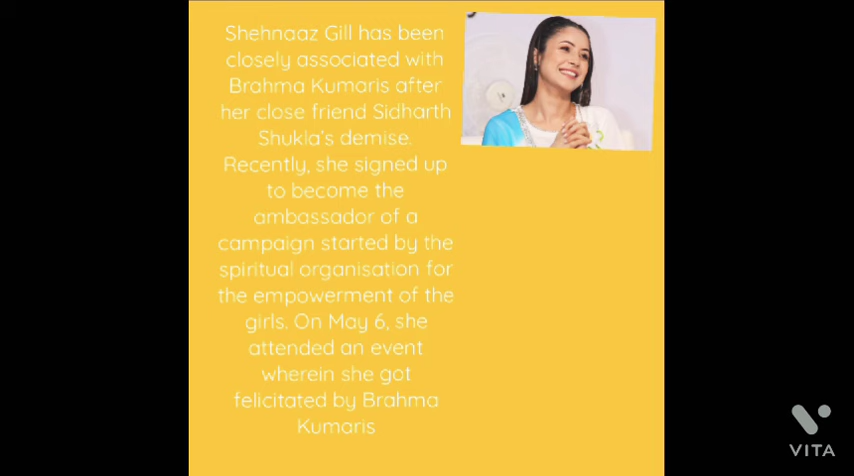 Shehnaaz Gill has been
closely associated with
Brahma Kumaris after
her close friend Sidharth
Shukla's demise.
Recently, she signed up
to become the
ambassador of a
campaign started by the
spiritual organisation for
the empowerment of the
girls. On May 6, she
attended an event
wherein she got
felicitated by Brahma
Kumaris
VITA